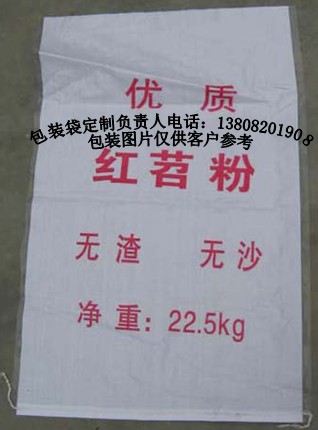 优 质
包装袋定制负责人电话：13808201908
包装图片仅供客户参考
红苕粉
无渣 无沙
净重：22.5kg